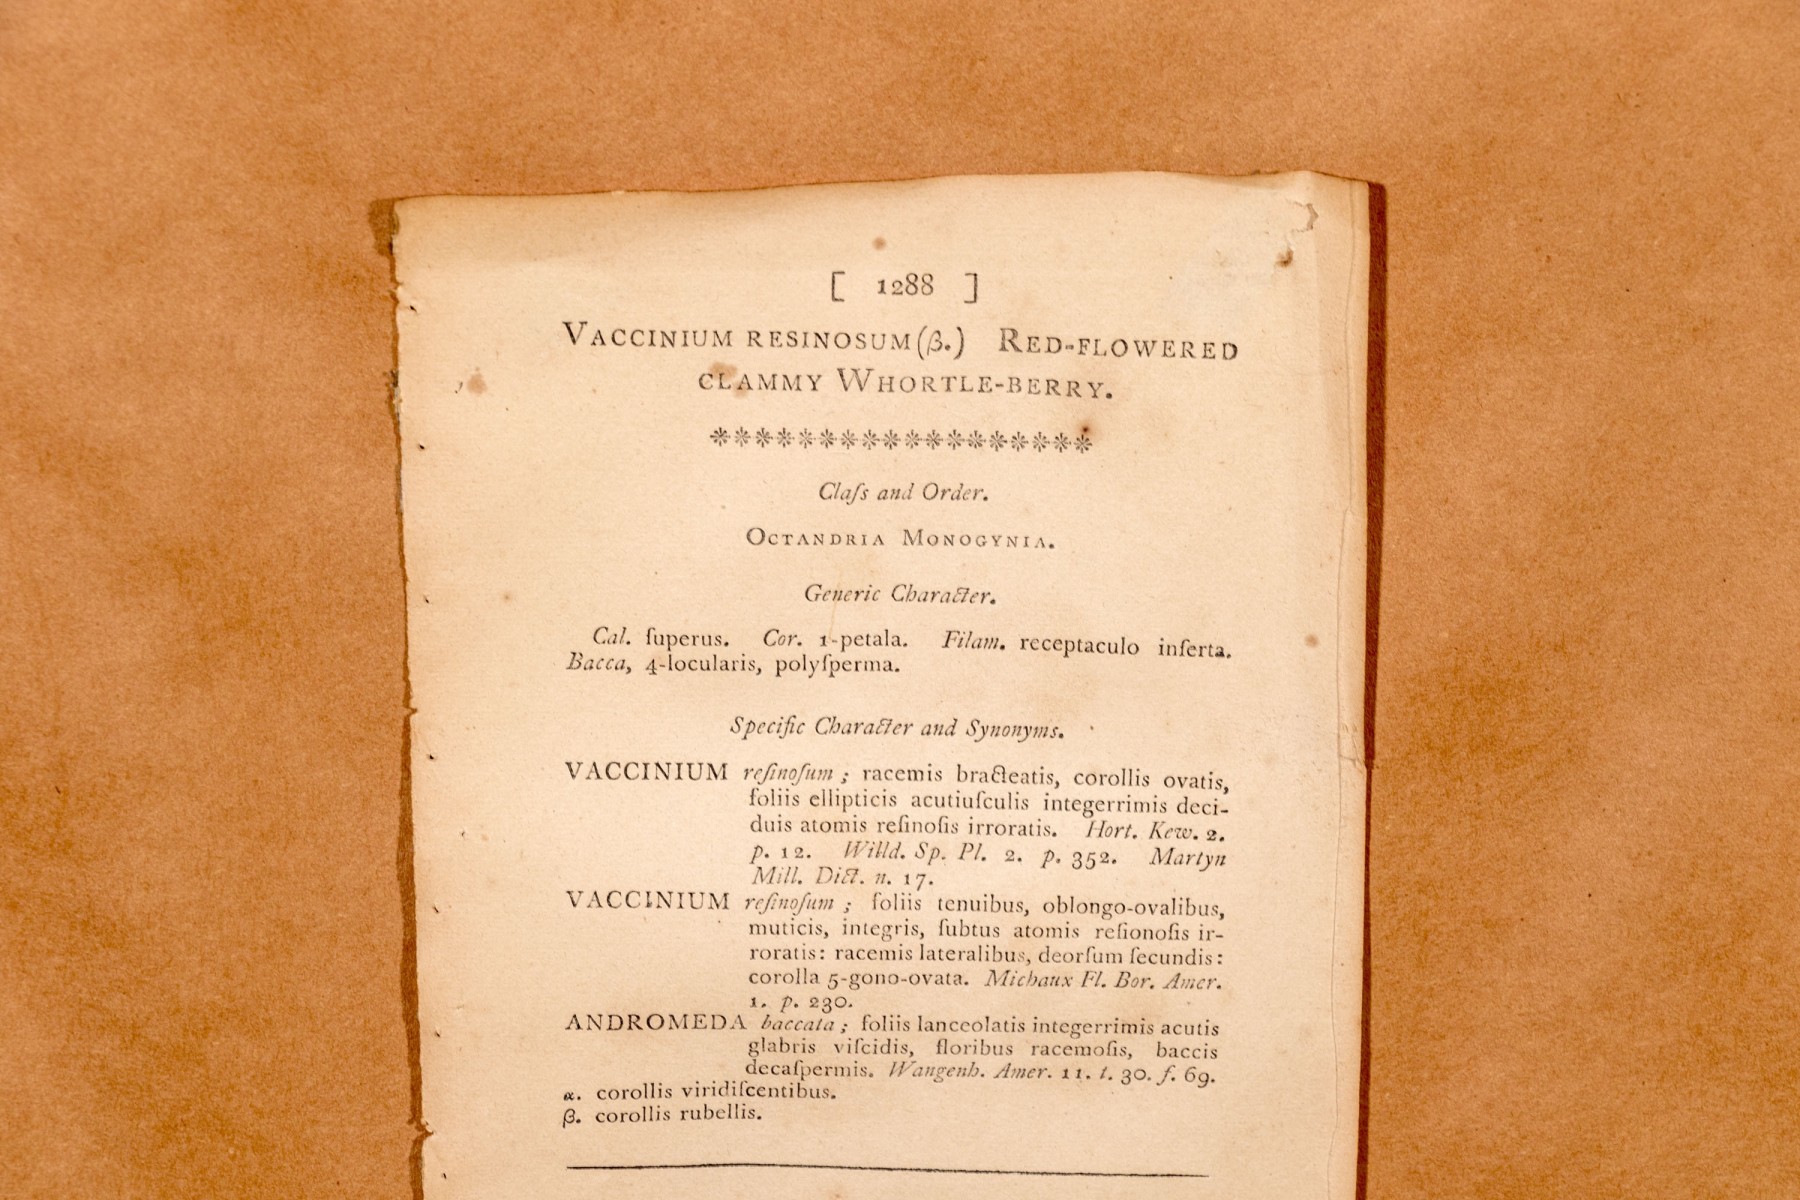 [ 1288 ]
VACCINIUM RESINOSUM (β.) RED-FLOWERED
CLAMMY WHORTLE-BERRY.
******************
Claſs and Order.
OCTANDRIA MONOGYNIA.
Generic Character.
Cal. ſuperus. Cor. 1-petala. Filam. receptaculo inſerta.
Bacca, 4-locularis, polyſperma.
Specific Character and Synonyms.
VACCINIUM reſinoſum; racemis bracteatis, corollis ovatis,
foliis ellipticis acutiuſculis integerrimis deci-
duis atomis reſinoſis irroratis. Hort. Kew. 2.
p. 12. Willd. Sp. Pl. 2. p. 352. Martyn
Mill. Dict. n. 17.
VACCINIUM reſinoſum; foliis tenuibus, oblongo-ovalibus,
muticis, integris, ſubtus atomis reſionoſis ir-
roratis: racemis lateralibus, deorſum ſecundis:
corolla 5-gono-ovata. Michaux Fl. Bor. Amer.
1. p. 230.
ANDROMEDA baccata; foliis lanceolatis integerrimis acutis
glabris viſcidis, floribus racemoſis, baccis
decaſpermis. Wangenh. Amer. 11. t. 30. f. 69.
α. corollis viridiſcentibus.
β. corollis rubellis.